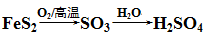 FeS₂ —O₂/高温→ SO₃ —H₂O→ H₂SO₄